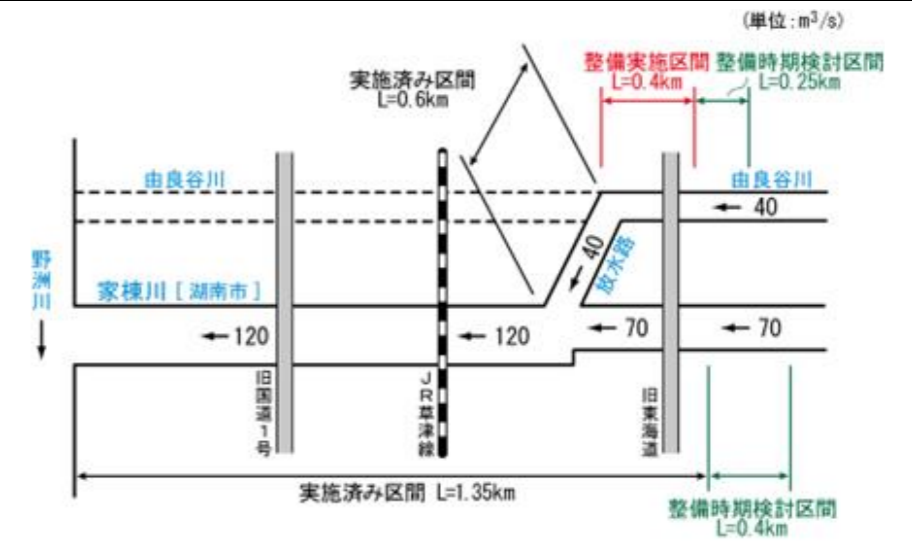 (単位:m³/s)
整備実施区間
L=0.4km
整備時期検討区間
L=0.25km
実施済み区間
L=0.6km
由良谷川
由良谷川
40
40
放水路
野洲川
家棟川[湖南市]
120
120
70
70
旧国道1号
JR草津線
旧東海道
実施済み区間 L=1.35km
整備時期検討区間
L=0.4km